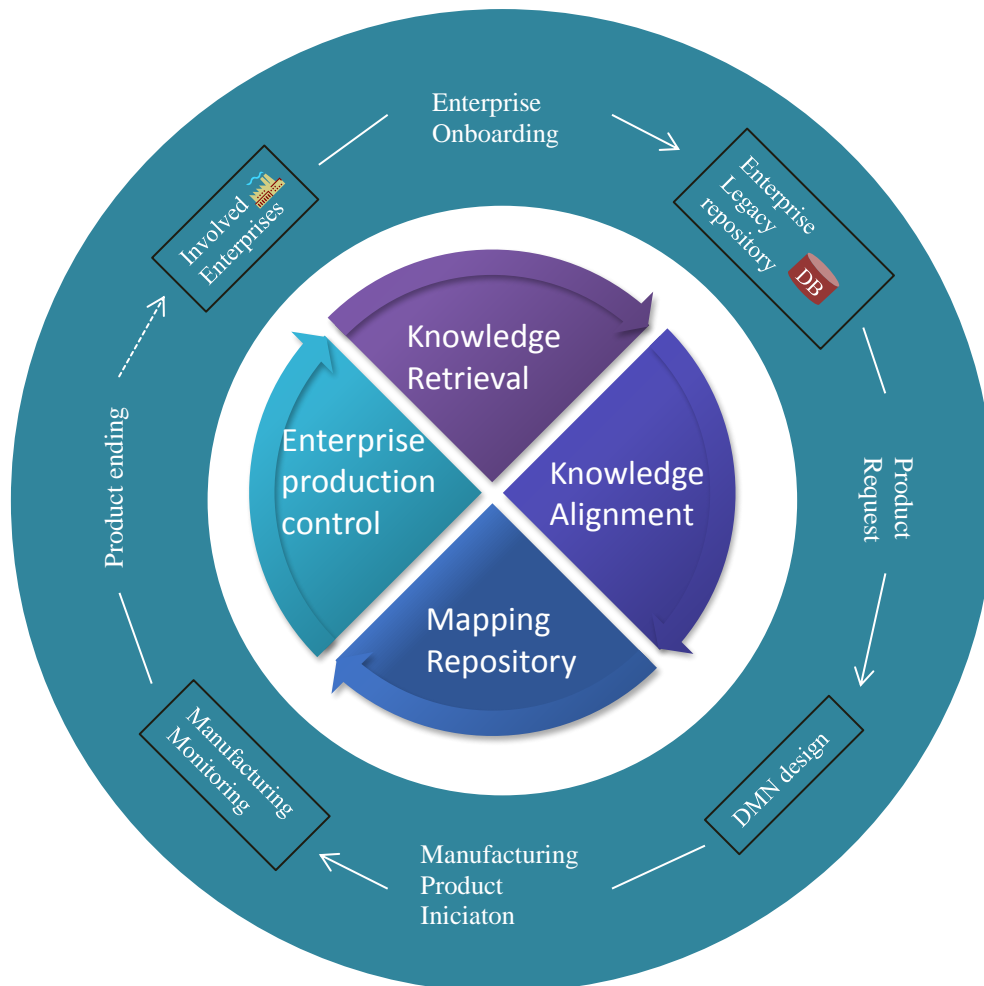 Enterprise
Onboarding
Involved
Enterprises
Enterprise
Legacy
repository
DB
Knowledge
Retrieval
Enterprise
production
control
Knowledge
Alignment
Mapping
Repository
Product ending
Product
Request
Manufacturing
Monitoring
DMN design
Manufacturing
Product
Iniciaton